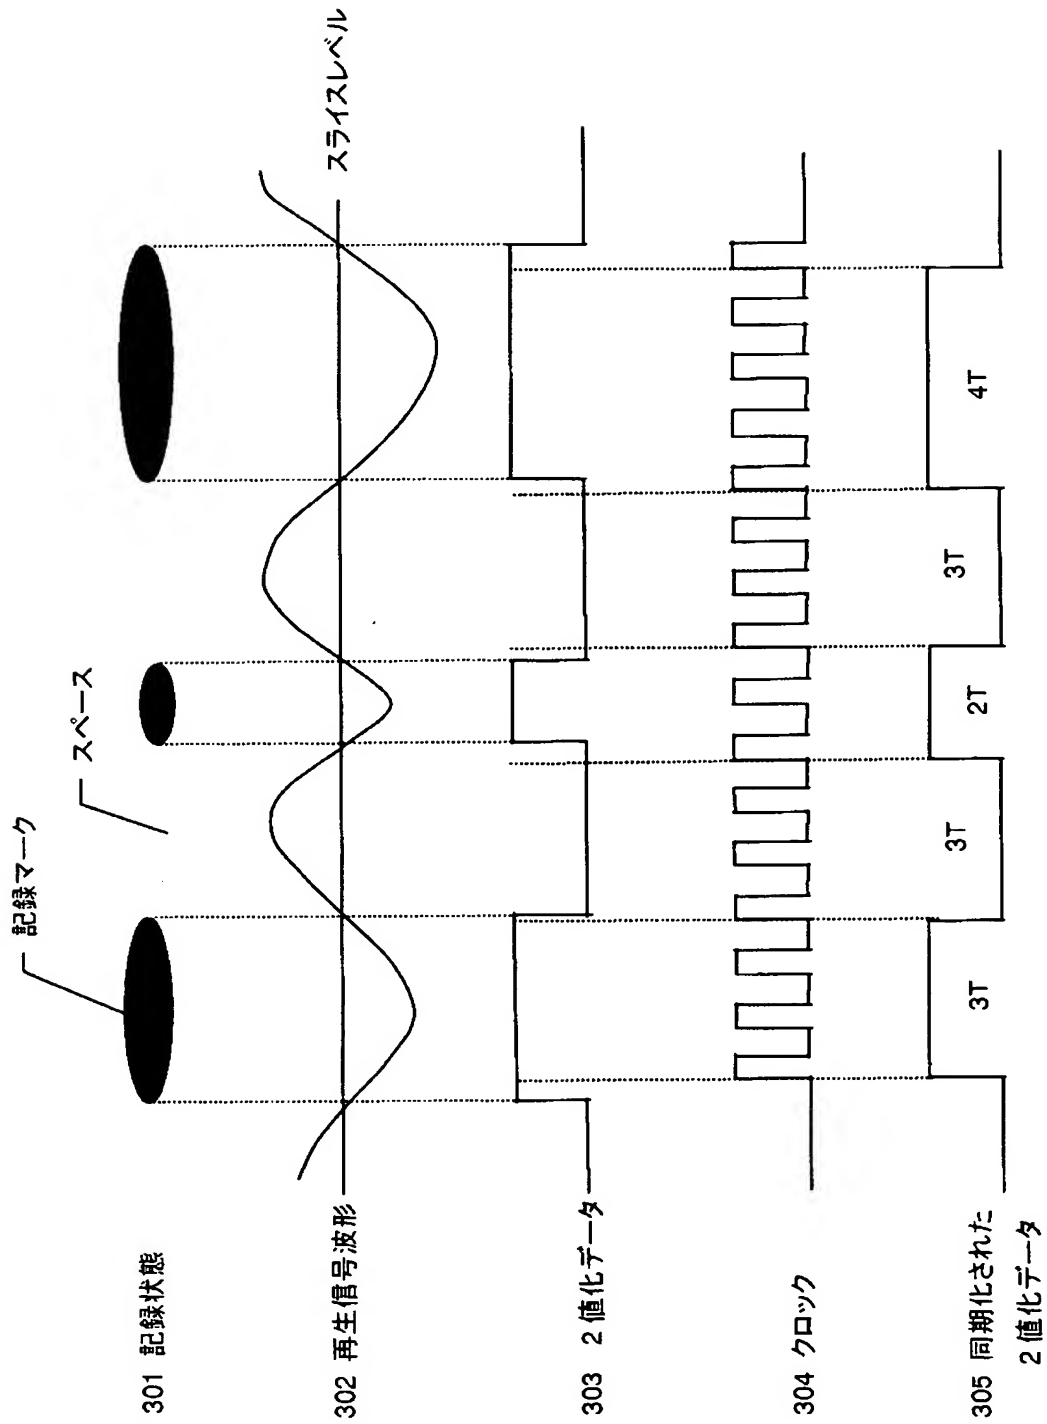 記録マーク
スペース
301 記録状態
スライスレベル
302 再生信号波形
303 2値化データ
304 クロック
3T
3T
2T
3T
4T
305 同期化された
2値化データ